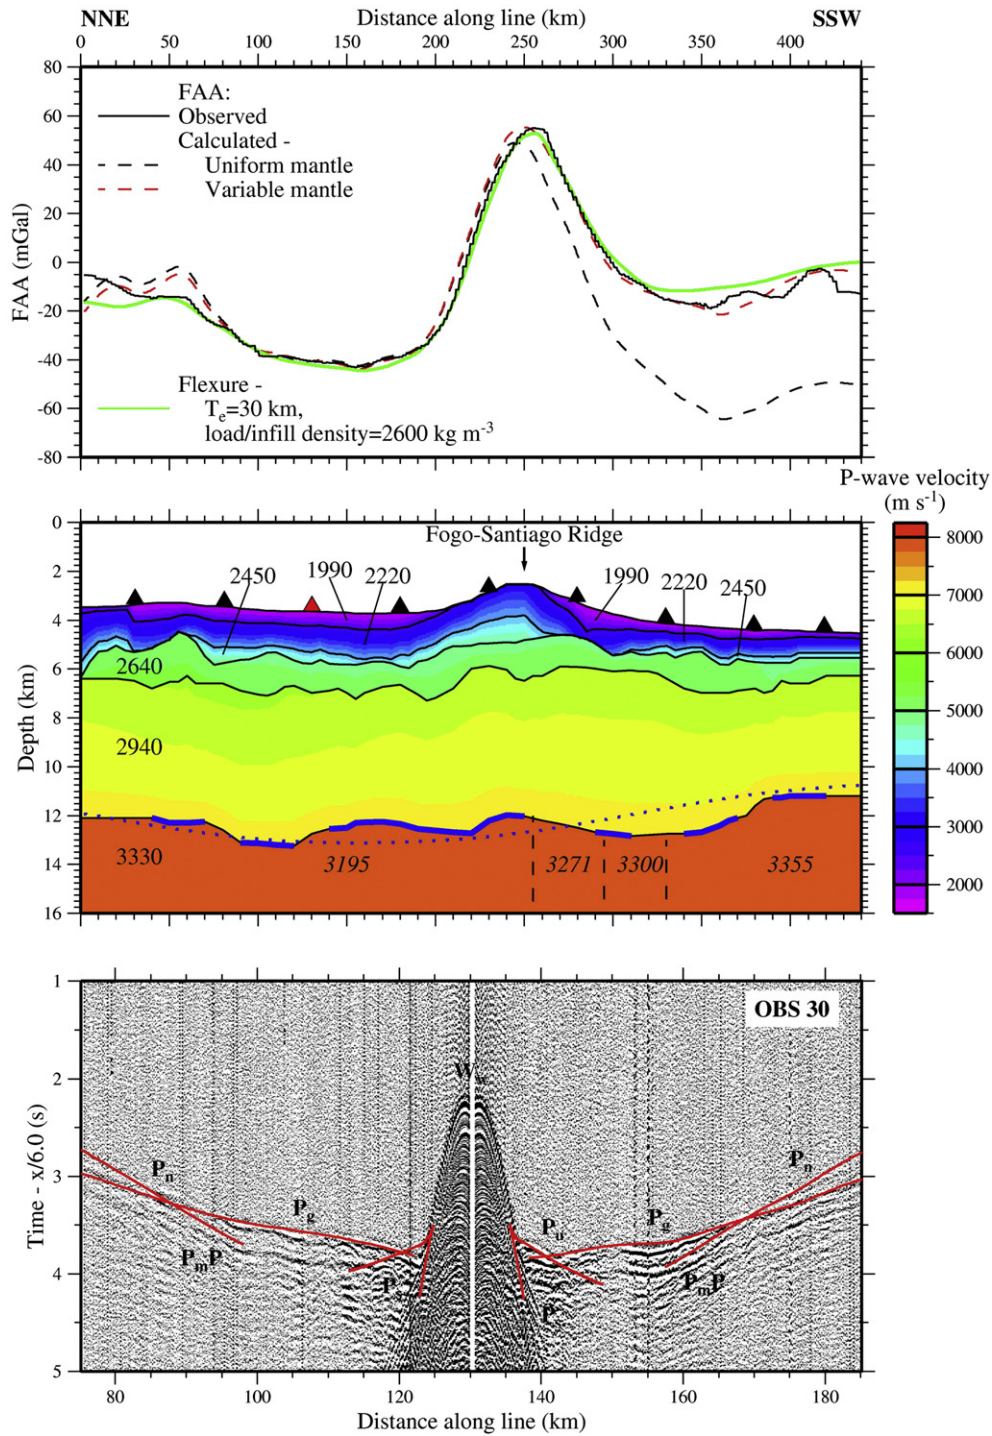 NNE Distance along line (km) SSW
0 50 100 150 200 250 300 350 400
80
60
40
20
0
-20
-40
-60
-80
FAA (mGal)
FAA:
Observed
Calculated -
Uniform mantle
Variable mantle
Flexure -
Te=30 km,
load/infill density=2600 kg m-3
P-wave velocity
(m s-1)
8000
7000
6000
5000
4000
3000
2000
0
2
4
6
8
10
12
14
16
Depth (km)
Fogo-Santiago Ridge
2450 1990 2220 1990 2220 2450
2640
2940
3330 3195 3271 3300 3355
1
2
3
4
5
Time - x/6.0 (s)
OBS 30
Ww
Pn Pn
Pg Pu Pg
PmP PmP
80 100 120 140 160 180
Distance along line (km)